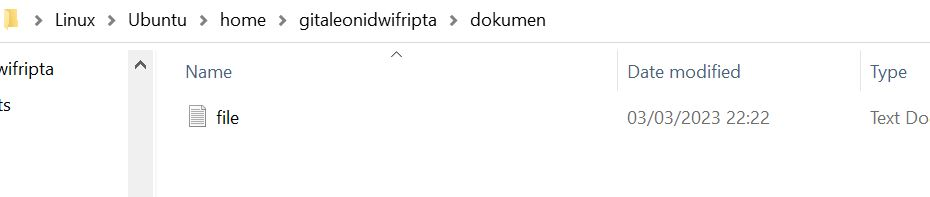 Linux > Ubuntu > home > gitaleonidwifripta > dokumen
wifripta
ts
Name Date modified Type
file 03/03/2023 22:22 Text Do